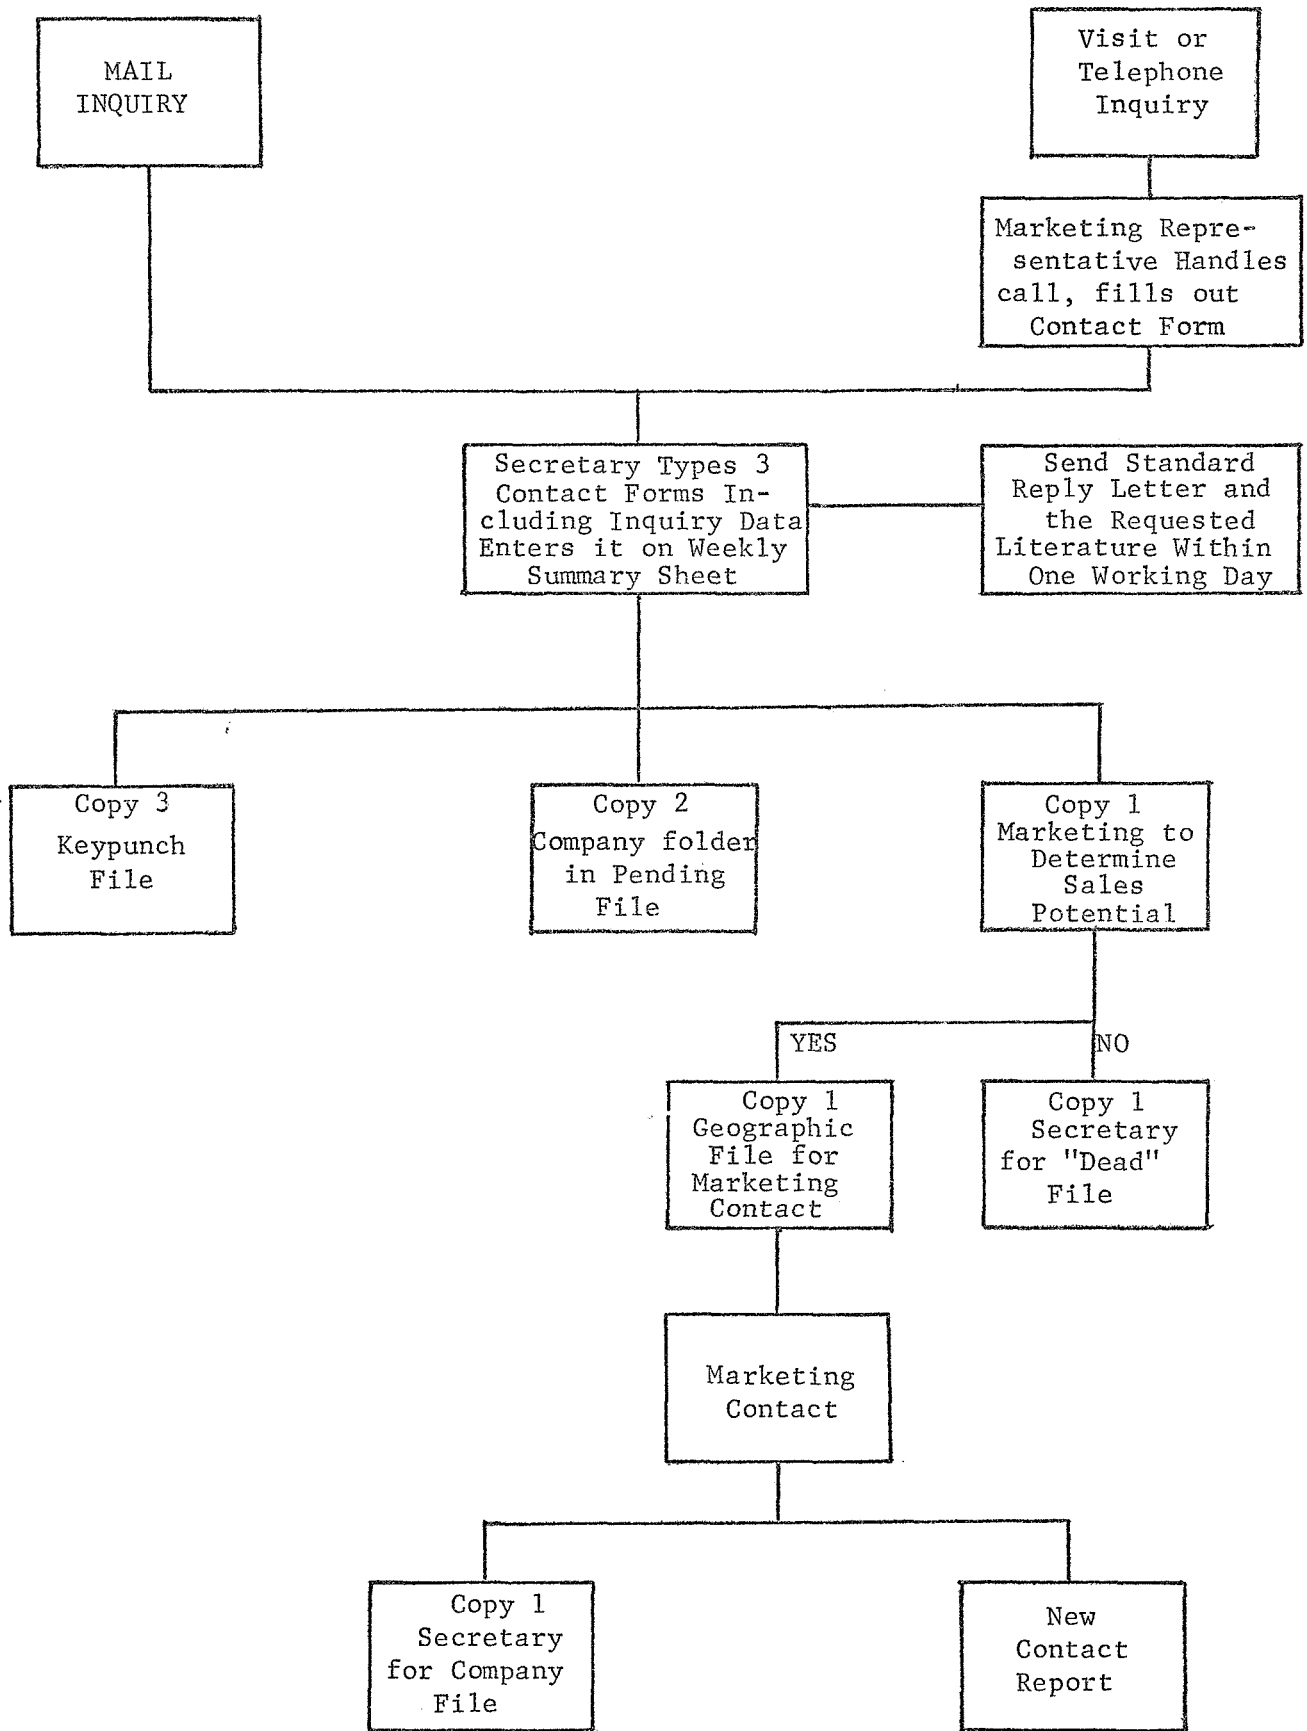 MAIL
INQUIRY
Visit or
Telephone
Inquiry
Marketing Repre-
sentative Handles
call, fills out
Contact Form
Secretary Types 3
Contact Forms In-
cluding Inquiry Data
Enters it on Weekly
Summary Sheet
Send Standard
Reply Letter and
the Requested
Literature Within
One Working Day
Copy 3
Keypunch
File
Copy 2
Company folder
in Pending
File
Copy 1
Marketing to
Determine
Sales
Potential
YES
NO
Copy 1
Geographic
File for
Marketing
Contact
Copy 1
Secretary
for "Dead"
File
Marketing
Contact
Copy 1
Secretary
for Company
File
New
Contact
Report